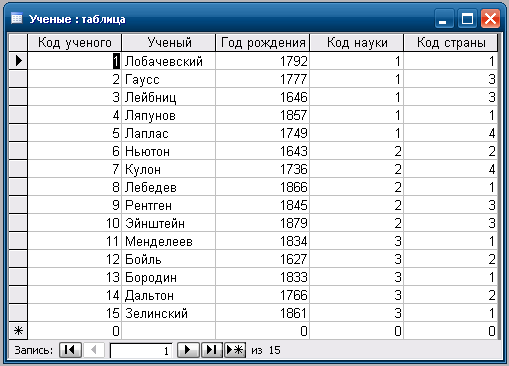 Ученые : таблица
Код ученого Ученый Год рождения Код науки Код страны
1 Лобачевский 1792 1 1
2 Гаусс 1777 1 3
3 Лейбниц 1646 1 3
4 Ляпунов 1857 1 1
5 Лаплас 1749 1 4
6 Ньютон 1643 2 2
7 Кулон 1736 2 4
8 Лебедев 1866 2 1
9 Рентген 1845 2 3
10 Эйнштейн 1879 2 3
11 Менделеев 1834 3 1
12 Бойль 1627 3 2
13 Бородин 1833 3 1
14 Дальтон 1766 3 2
15 Зелинский 1861 3 1
0 0 0 0
Запись: 1 из 15